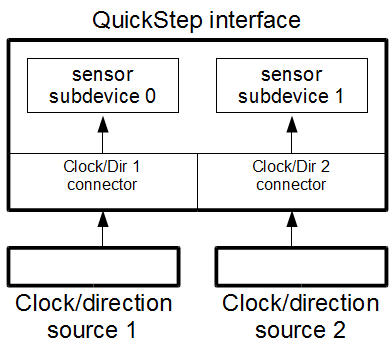 QuickStep interface
sensor
subdevice 0
sensor
subdevice 1
Clock/Dir 1
connector
Clock/Dir 2
connector
Clock/direction
source 1
Clock/direction
source 2